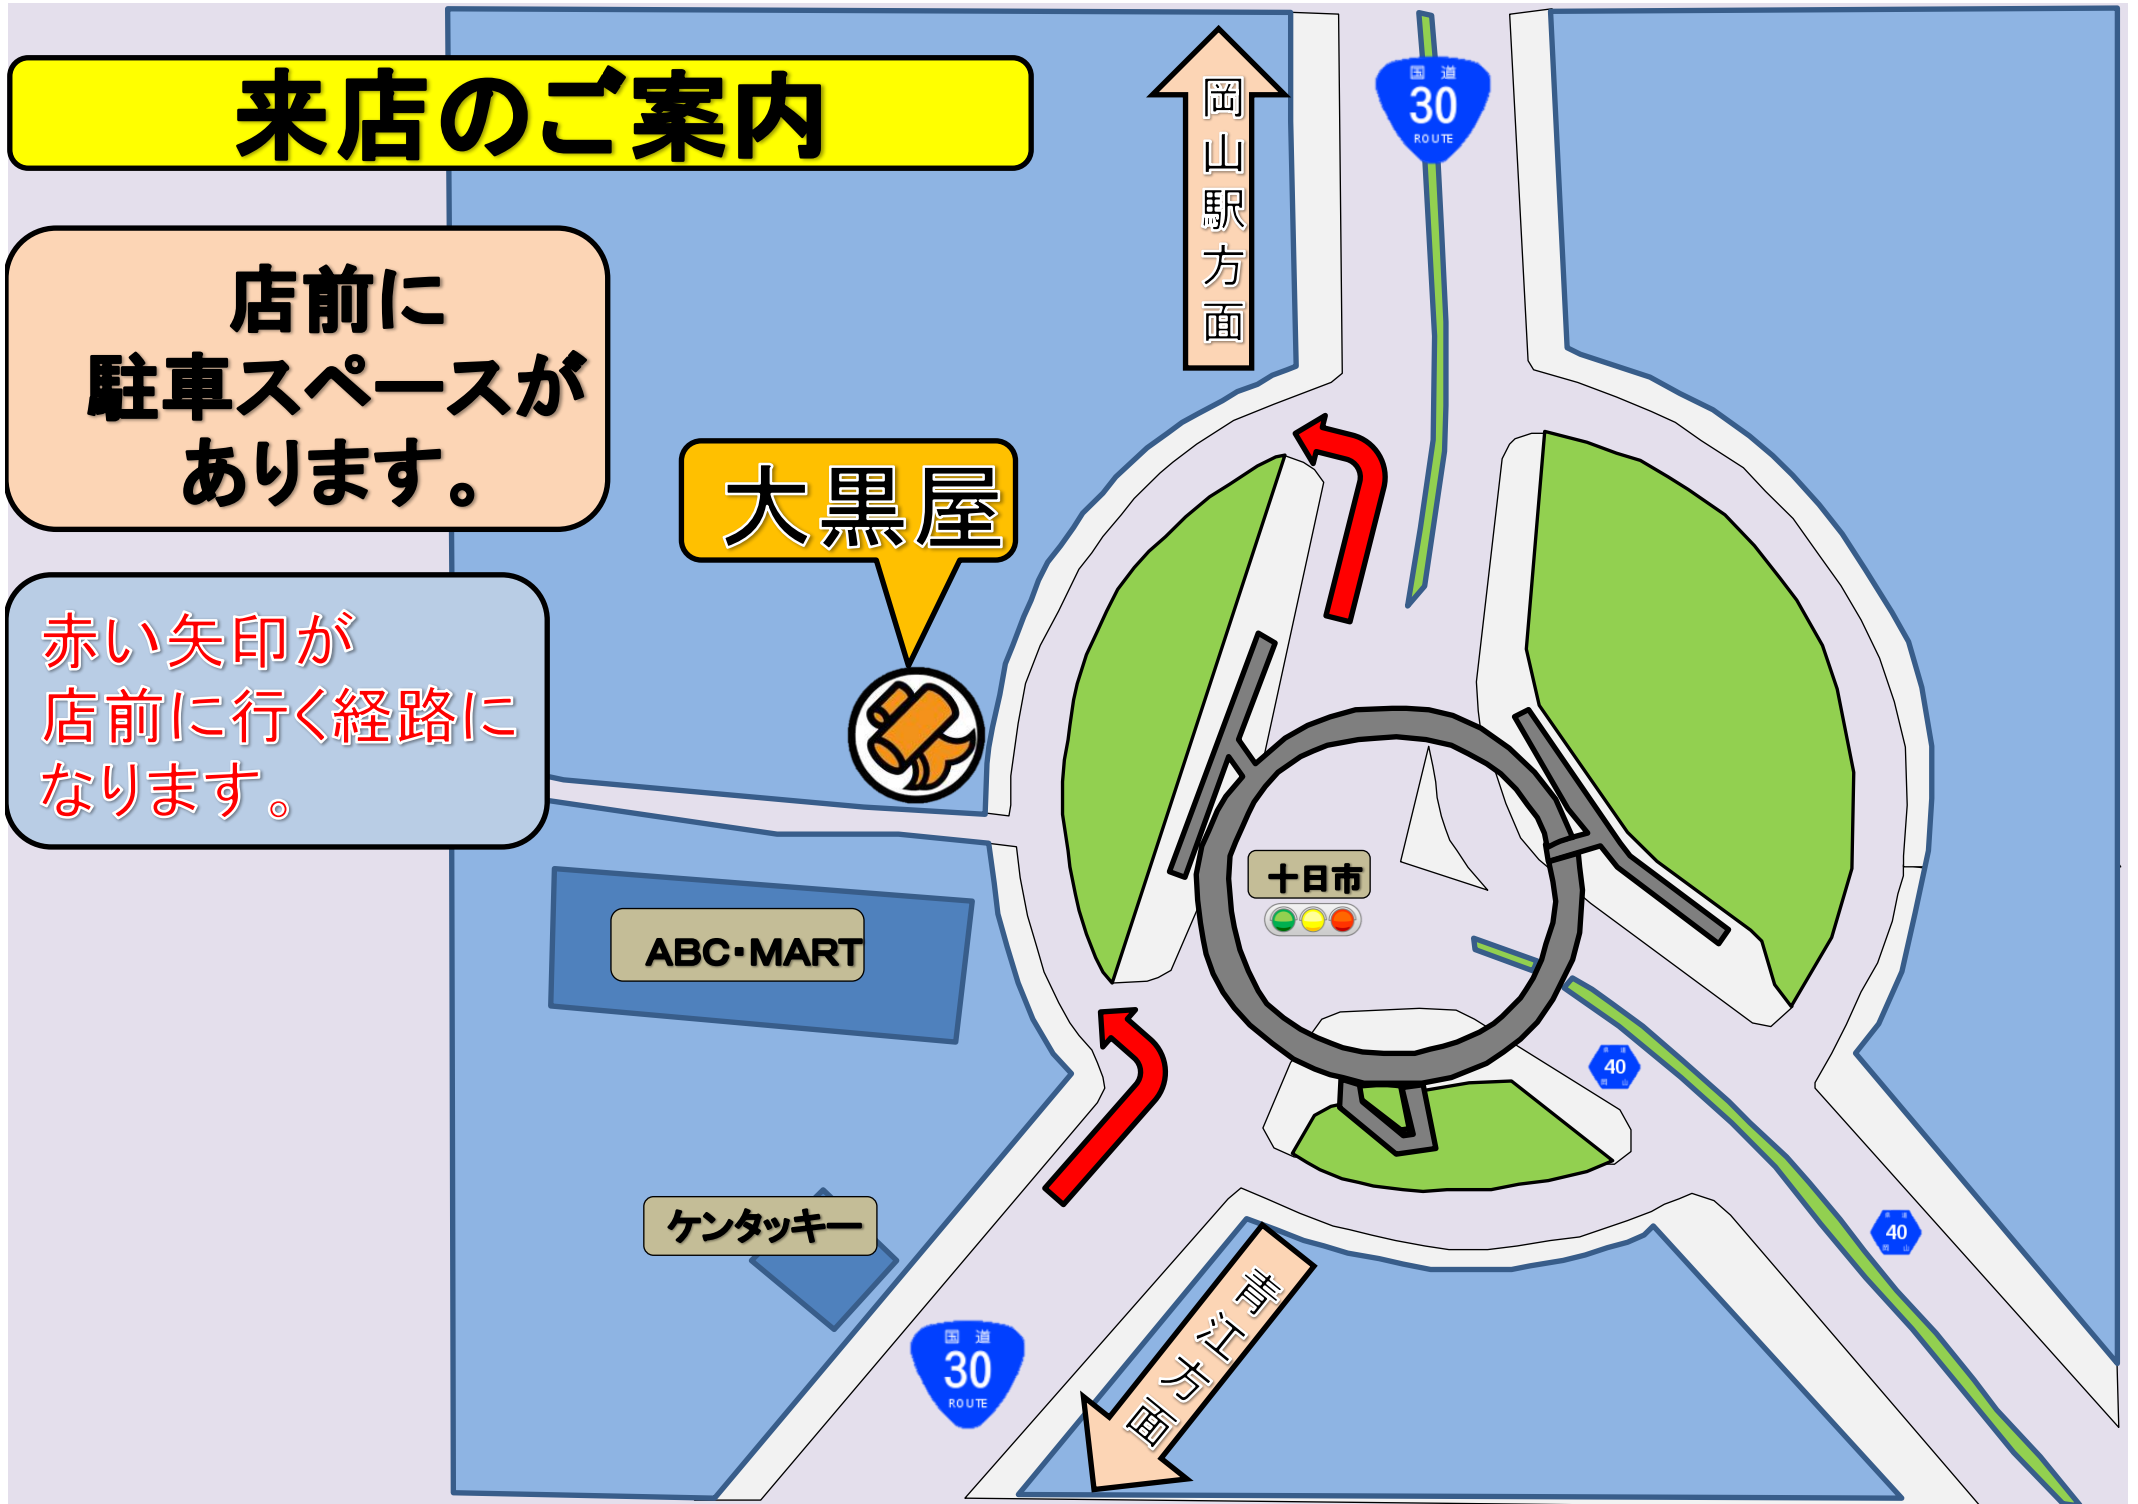 来店のご案内
店前に
駐車スペースが
あります。
赤い矢印が
店前に行く経路に
なります。
岡山駅方面
国道
30
ROUTE
大黒屋
十日市
ABC・MART
ケンタッキー
40
40
国道
30
ROUTE
青江方面